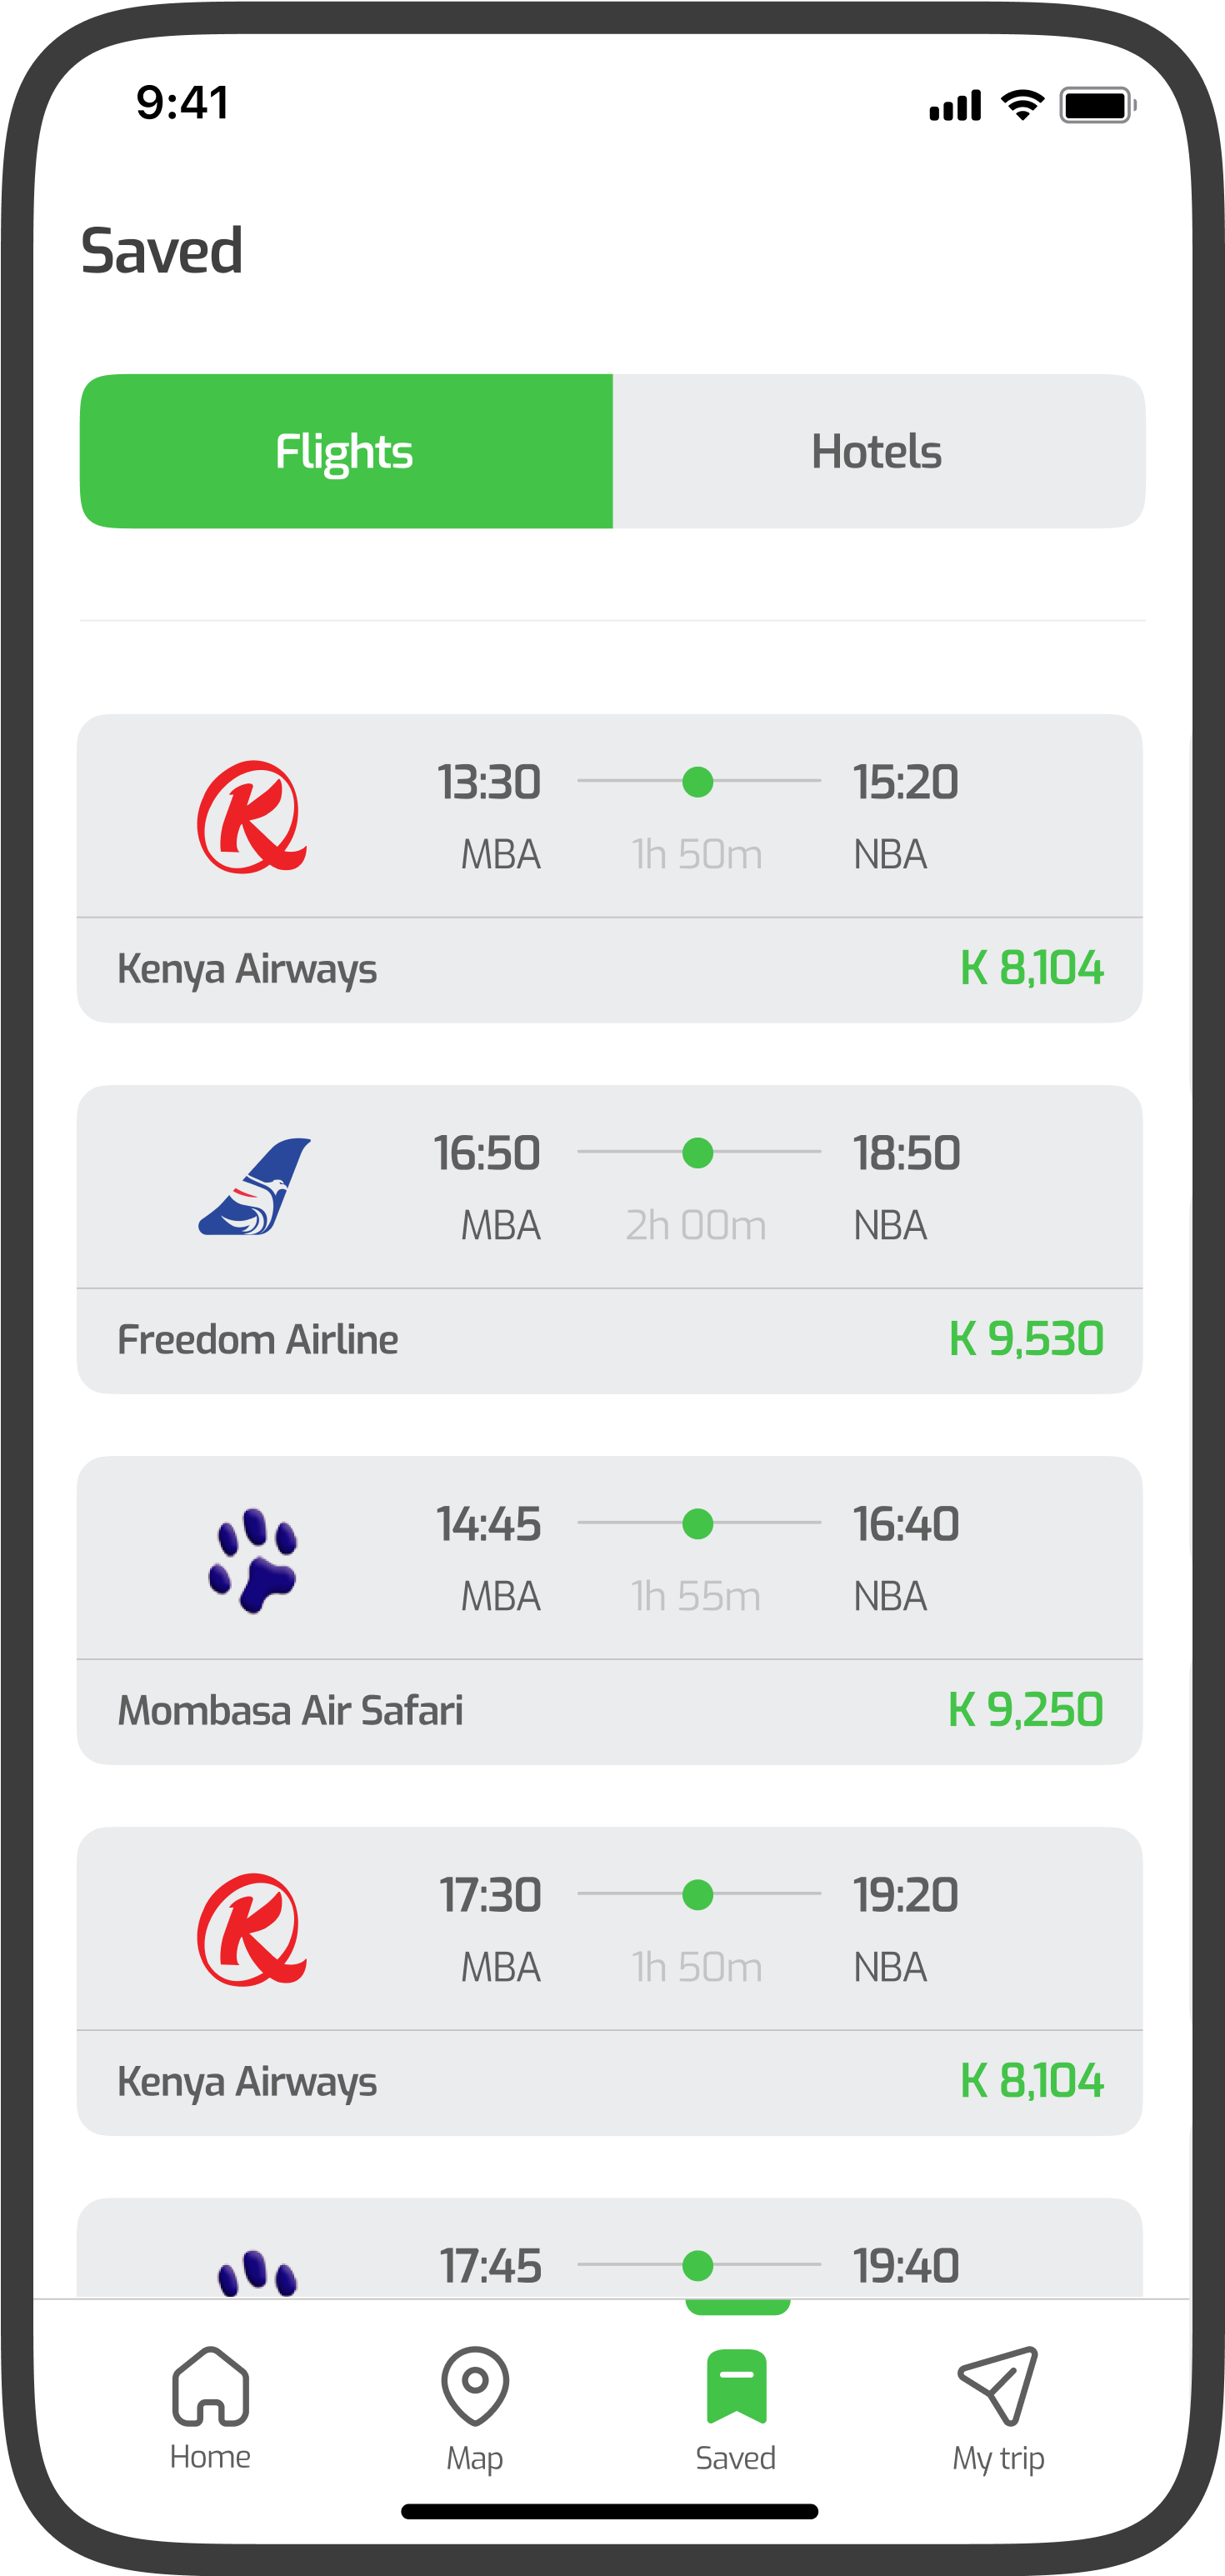 9:41
Saved
Flights Hotels
13:30 15:20
MBA 1h 50m NBA
Kenya Airways K 8,104
16:50 18:50
MBA 2h 00m NBA
Freedom Airline K 9,530
14:45 16:40
MBA 1h 55m NBA
Mombasa Air Safari K 9,250
17:30 19:20
MBA 1h 50m NBA
Kenya Airways K 8,104
17:45 19:40
Home Map Saved My trip